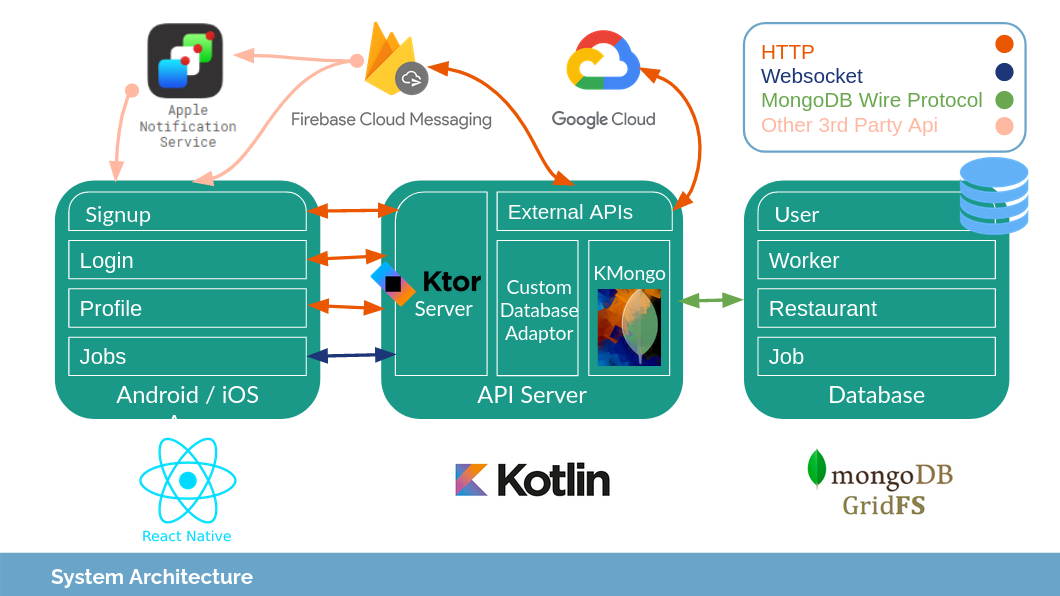 Apple
Notification
Service
Firebase Cloud Messaging
Google Cloud
HTTP
Websocket
MongoDB Wire Protocol
Other 3rd Party Api
Signup
Login
Profile
Jobs
Android / iOS
Ktor
Server
External APIs
Custom
Database
Adaptor
KMongo
API Server
User
Worker
Restaurant
Job
Database
React Native
Kotlin
mongoDB
GridFS
System Architecture